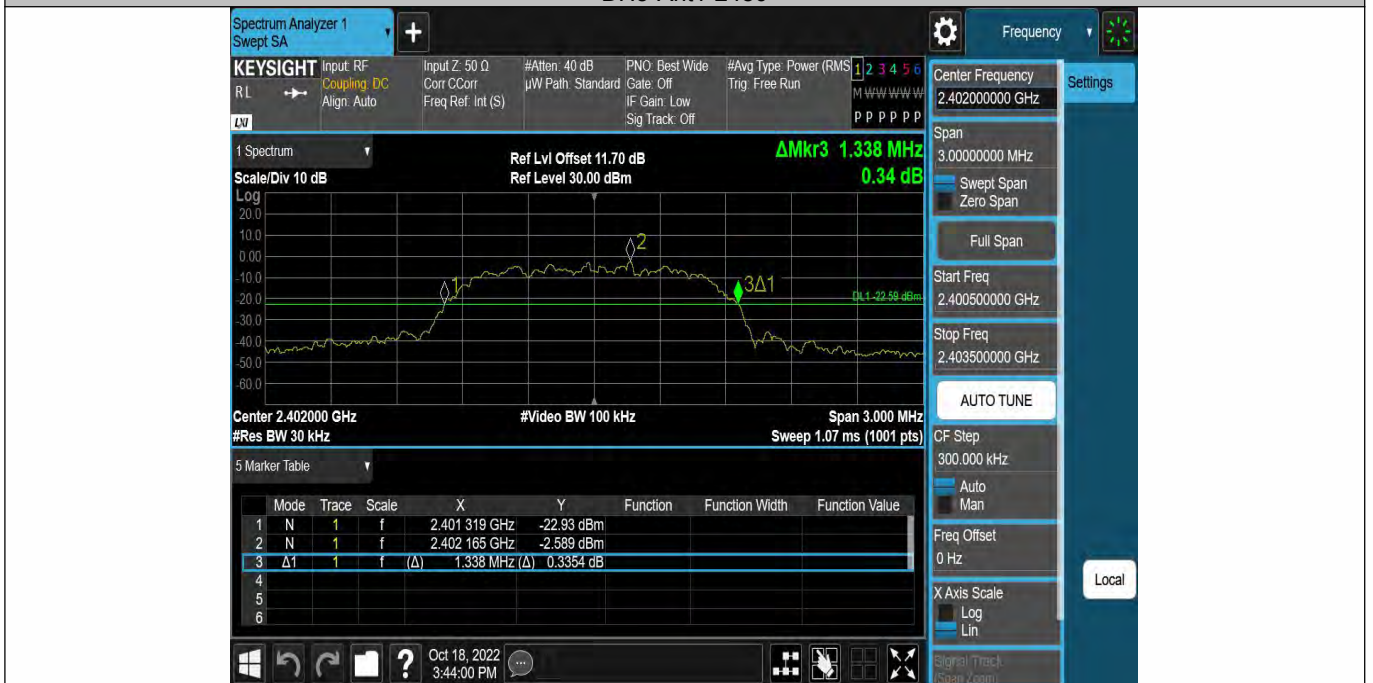 Spectrum Analyzer 1
Swept SA
+
Frequency
KEYSIGHT
RL
LXI
Input: RF
Coupling: DC
Align: Auto
Input Z: 50 Ω
Corr CCorr
Freq Ref: Int (S)
#Atten: 40 dB
µW Path: Standard
PNO: Best Wide
Gate: Off
IF Gain: Low
Sig Track: Off
#Avg Type: Power (RMS
Trig: Free Run
1 2 3 4 5 6
M W W W W W
P P P P P P
1 Spectrum
Scale/Div 10 dB
Ref Lvl Offset 11.70 dB
Ref Level 30.00 dBm
ΔMkr3 1.338 MHz
0.34 dB
Log
20.0
10.0
0.00
-10.0
-20.0
-30.0
-40.0
-50.0
-60.0
1
2
3Δ1
DL1 -22.59 dBm
Center 2.402000 GHz
#Video BW 100 kHz
Span 3.000 MHz
#Res BW 30 kHz
Sweep 1.07 ms (1001 pts)
5 Marker Table
Mode Trace Scale X Y Function Function Width Function Value
1 N 1 f 2.401 319 GHz -22.93 dBm
2 N 1 f 2.402 165 GHz -2.589 dBm
3 Δ1 1 f (Δ) 1.338 MHz (Δ) 0.3354 dB
4
5
6
?
Oct 18, 2022
3:44:00 PM
Center Frequency
2.402000000 GHz
Settings
Span
3.00000000 MHz
Swept Span
Zero Span
Full Span
Start Freq
2.400500000 GHz
Stop Freq
2.403500000 GHz
AUTO TUNE
CF Step
300.000 kHz
Auto
Man
Freq Offset
0 Hz
Local
X Axis Scale
Log
Lin
Signal Track
(Span Zoom)